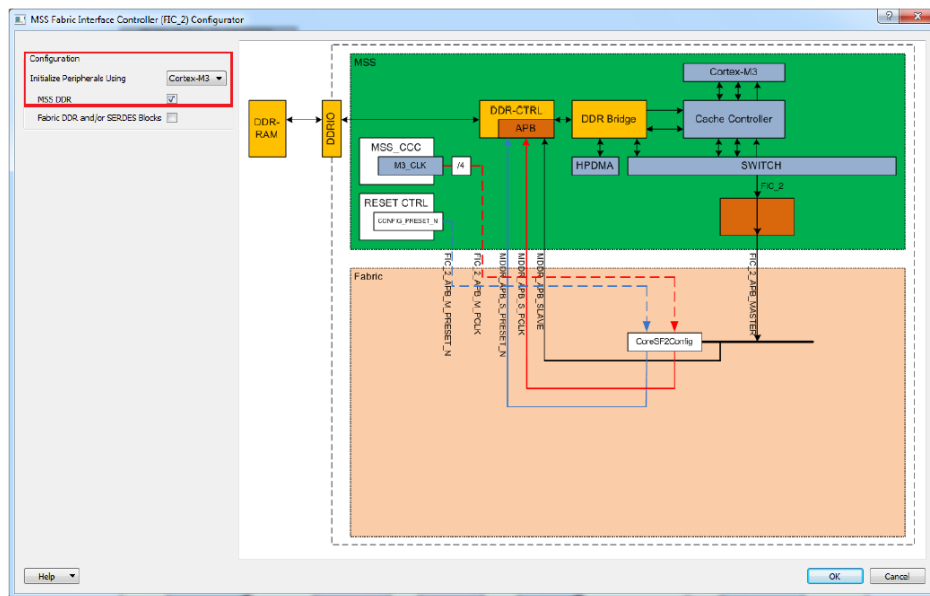 MSS Fabric Interface Controller (FIC_2) Configurator
Configuration
Initialize Peripherals Using Cortex-M3
MSS DDR
Fabric DDR and/or SERDES Blocks
MSS
Cortex-M3
DDR-RAM
DDRIO
DDR-CTRL
APB
DDR Bridge
Cache Controller
MSS_CCC
M3_CLK
/4
HPDMA
SWITCH
FIC_2
RESET CTRL
CONFIG_PRESET_N
FIC_2_APB_M_PRESET_N
FIC_2_APB_M_PCLK
MDDR_APB_S_PRESET_N
MDDR_APB_S_PCLK
MDDR_APB_SLAVE
FIC_2_APB_MASTER
Fabric
CoreSF2Config
Help
OK
Cancel